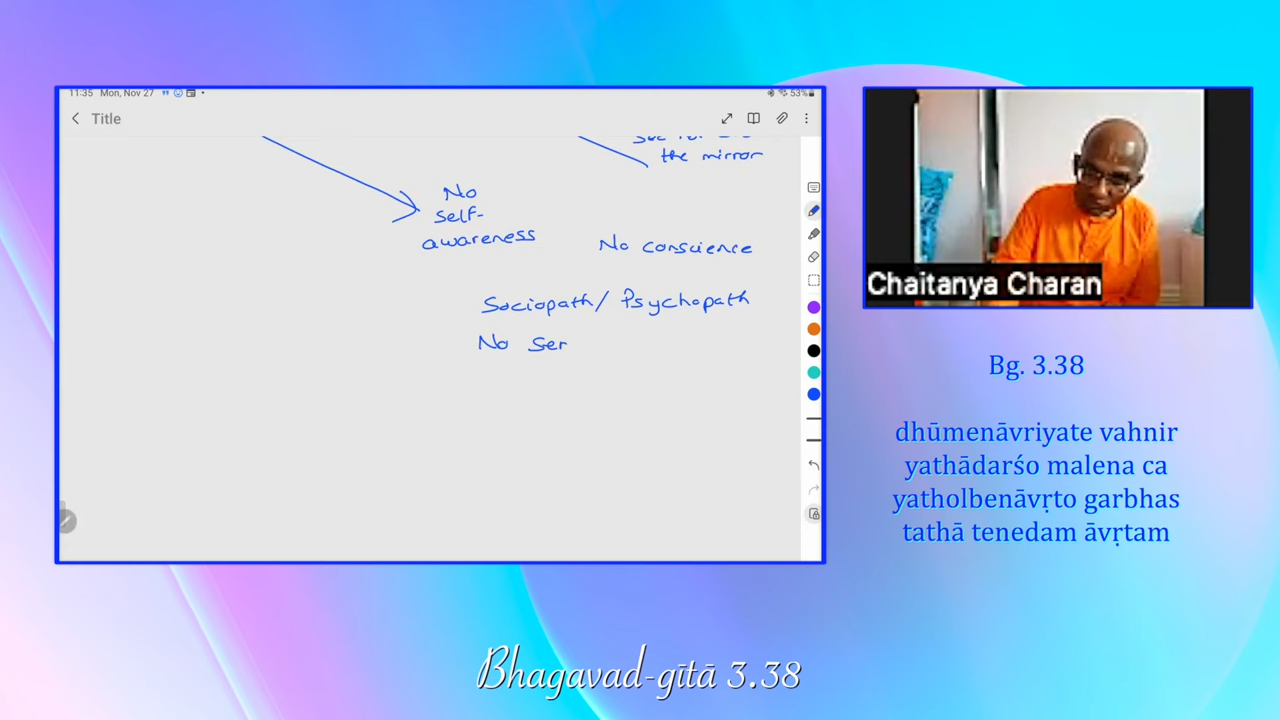 11:35 Mon, Nov 27
53%
Title
the mirror
No
self-
awareness
No conscience
Sociopath/ Psychopath
No ser
Chaitanya Charan
Bg. 3.38
dhūmenāvriyate vahnir
yathādarśo malena ca
yatholbenāvṛto garbhas
tathā tenedam āvṛtam
Bhagavad-gītā 3.38